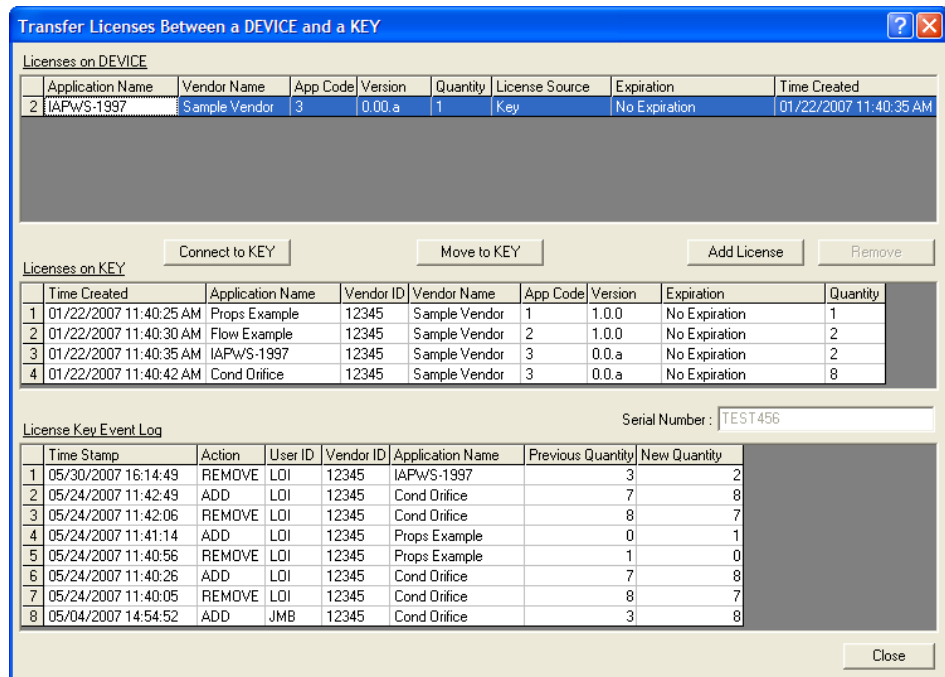 Transfer Licenses Between a DEVICE and a KEY
Licenses on DEVICE
Application Name Vendor Name App Code Version Quantity License Source Expiration Time Created
2 IAPWS-1997 Sample Vendor 3 0.00.a 1 Key No Expiration 01/22/2007 11:40:35 AM
Connect to KEY Move to KEY Add License Remove
Licenses on KEY
Time Created Application Name Vendor ID Vendor Name App Code Version Expiration Quantity
1 01/22/2007 11:40:25 AM Props Example 12345 Sample Vendor 1 1.0.0 No Expiration 1
2 01/22/2007 11:40:30 AM Flow Example 12345 Sample Vendor 2 1.0.0 No Expiration 2
3 01/22/2007 11:40:35 AM IAPWS-1997 12345 Sample Vendor 3 0.0.a No Expiration 2
4 01/22/2007 11:40:42 AM Cond Orifice 12345 Sample Vendor 3 0.0.a No Expiration 8
Serial Number : TEST456
License Key Event Log
Time Stamp Action User ID Vendor ID Application Name Previous Quantity New Quantity
1 05/30/2007 16:14:49 REMOVE LOI 12345 IAPWS-1997 3 2
2 05/24/2007 11:42:49 ADD LOI 12345 Cond Orifice 7 8
3 05/24/2007 11:42:06 REMOVE LOI 12345 Cond Orifice 8 7
4 05/24/2007 11:41:14 ADD LOI 12345 Props Example 0 1
5 05/24/2007 11:40:56 REMOVE LOI 12345 Props Example 1 0
6 05/24/2007 11:40:26 ADD LOI 12345 Cond Orifice 7 8
7 05/24/2007 11:40:05 REMOVE LOI 12345 Cond Orifice 8 7
8 05/04/2007 14:54:52 ADD JMB 12345 Cond Orifice 3 8
Close